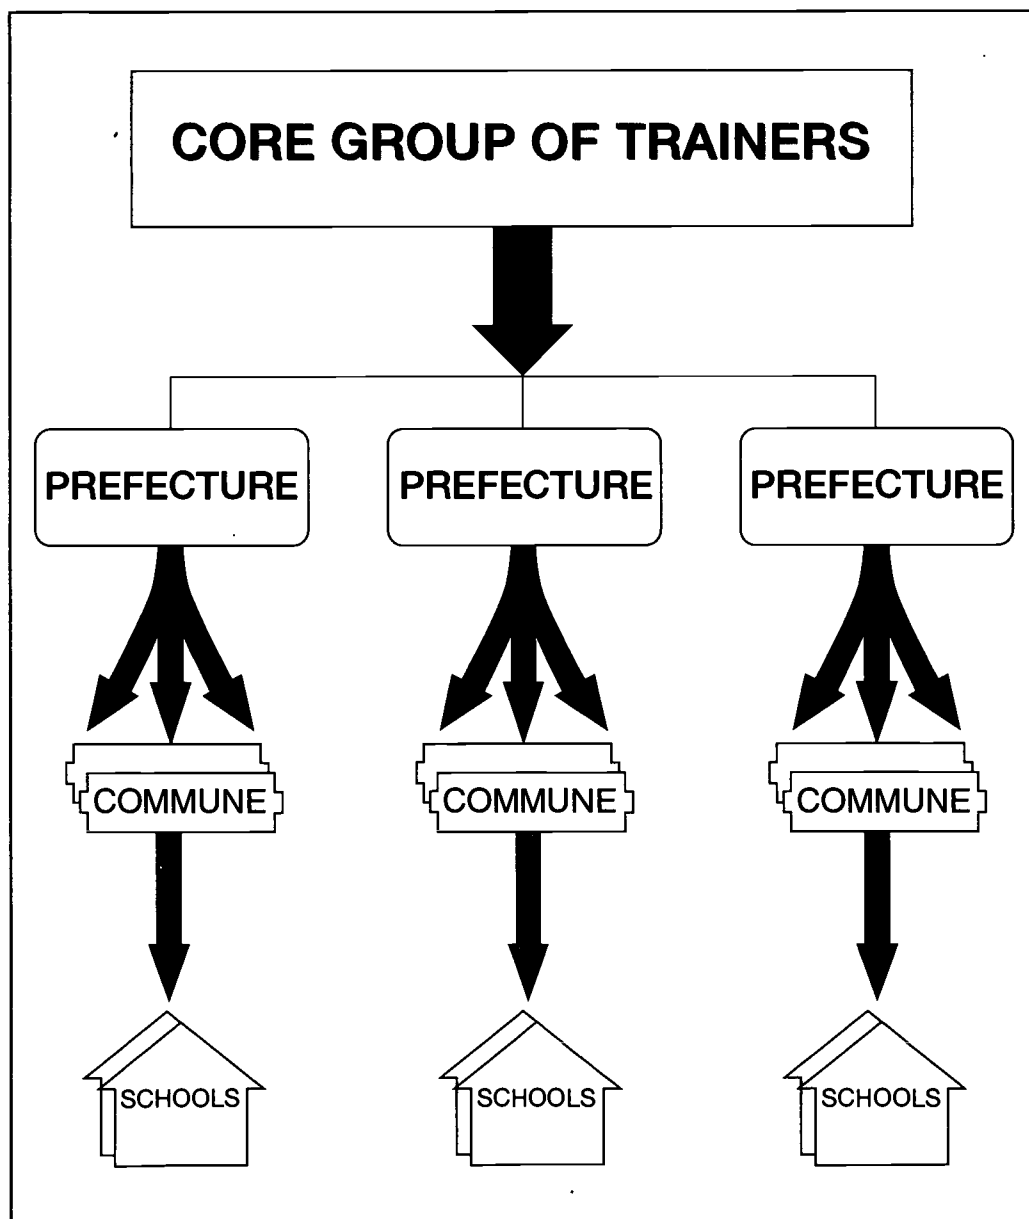 CORE GROUP OF TRAINERS
PREFECTURE PREFECTURE PREFECTURE
COMMUNE COMMUNE COMMUNE
SCHOOLS SCHOOLS SCHOOLS